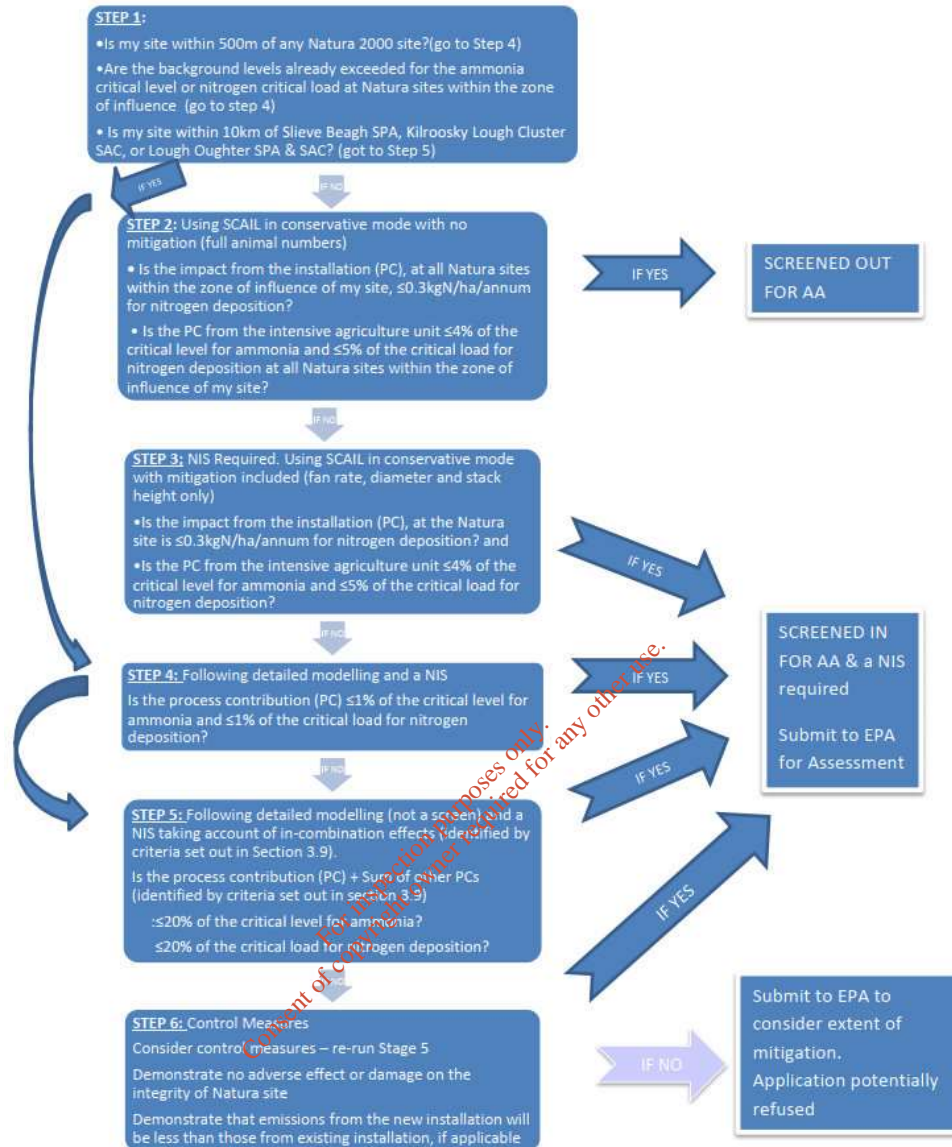 STEP 1:
•Is my site within 500m of any Natura 2000 site?(go to Step 4)
•Are the background levels already exceeded for the ammonia
critical level or nitrogen critical load at Natura sites within the zone
of influence (go to step 4)
• Is my site within 10km of Slieve Beagh SPA, Kilroosky Lough Cluster
SAC, or Lough Oughter SPA & SAC? (got to Step 5)
IF YES
IF NO
STEP 2: Using SCAIL in conservative mode with no
mitigation (full animal numbers)
• Is the impact from the installation (PC), at all Natura sites
within the zone of influence of my site, ≤0.3kgN/ha/annum
for nitrogen deposition?
• Is the PC from the intensive agriculture unit ≤4% of the
critical level for ammonia and ≤5% of the critical load for
nitrogen deposition at all Natura sites within the zone of
influence of my site?
IF YES
SCREENED OUT
FOR AA
IF NO
STEP 3; NIS Required. Using SCAIL in conservative mode
with mitigation included (fan rate, diameter and stack
height only)
•Is the impact from the installation (PC), at the Natura
site is ≤0.3kgN/ha/annum for nitrogen deposition? and
•Is the PC from the intensive agriculture unit ≤4% of the
critical level for ammonia and ≤5% of the critical load for
nitrogen deposition?
IF YES
IF NO
STEP 4: Following detailed modelling and a NIS
Is the process contribution (PC) ≤1% of the critical level for
ammonia and ≤1% of the critical load for nitrogen
deposition?
IF YES
SCREENED IN
FOR AA & a NIS
required
Submit to EPA
for Assessment
IF NO
IF YES
STEP 5: Following detailed modelling (not a screen) and a
NIS taking account of in-combination effects (identified by
criteria set out in Section 3.9).
Is the process contribution (PC) + Sum of other PCs
(identified by criteria set out in section 3.9)
:≤20% of the critical level for ammonia?
≤20% of the critical load for nitrogen deposition?
IF YES
NO
STEP 6: Control Measures
Consider control measures – re-run Stage 5
Demonstrate no adverse effect or damage on the
integrity of Natura site
Demonstrate that emissions from the new installation will
be less than those from existing installation, if applicable
IF NO
Submit to EPA to
consider extent of
mitigation.
Application potentially
refused
For inspection purposes only.
Consent of copyright owner required for any other use.